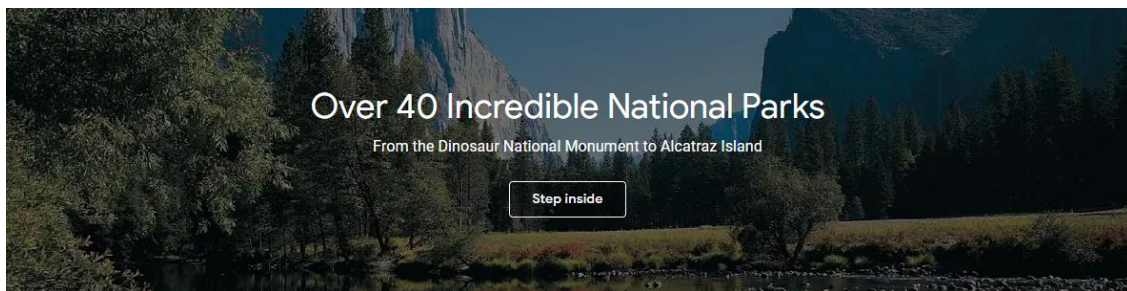 Over 40 Incredible National Parks
From the Dinosaur National Monument to Alcatraz Island
Step inside